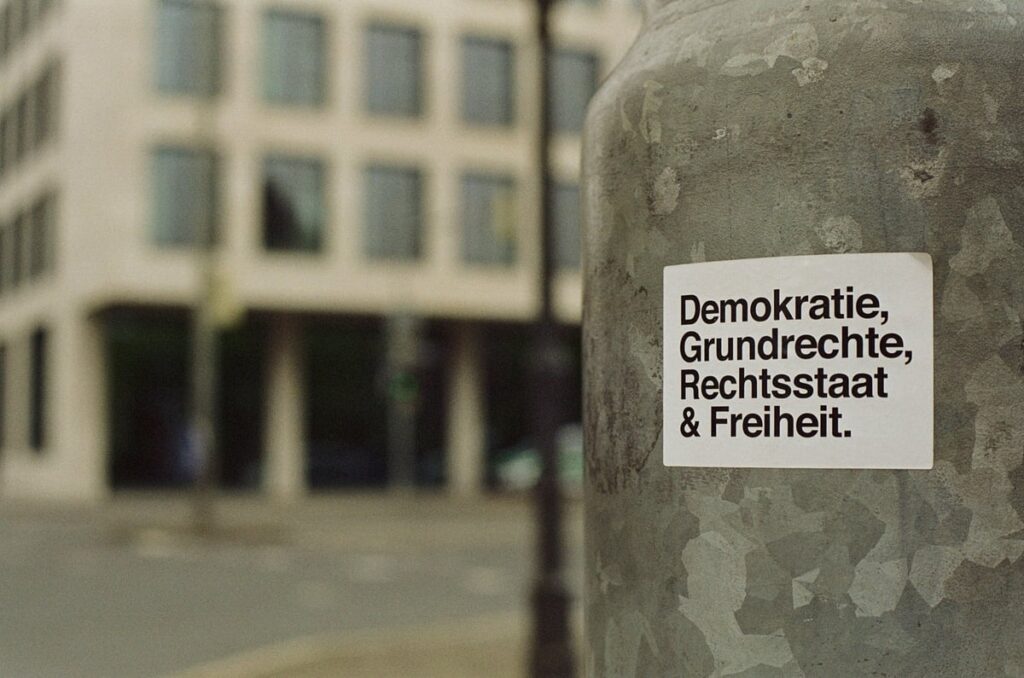 Demokratie,
Grundrechte,
Rechtsstaat
& Freiheit.